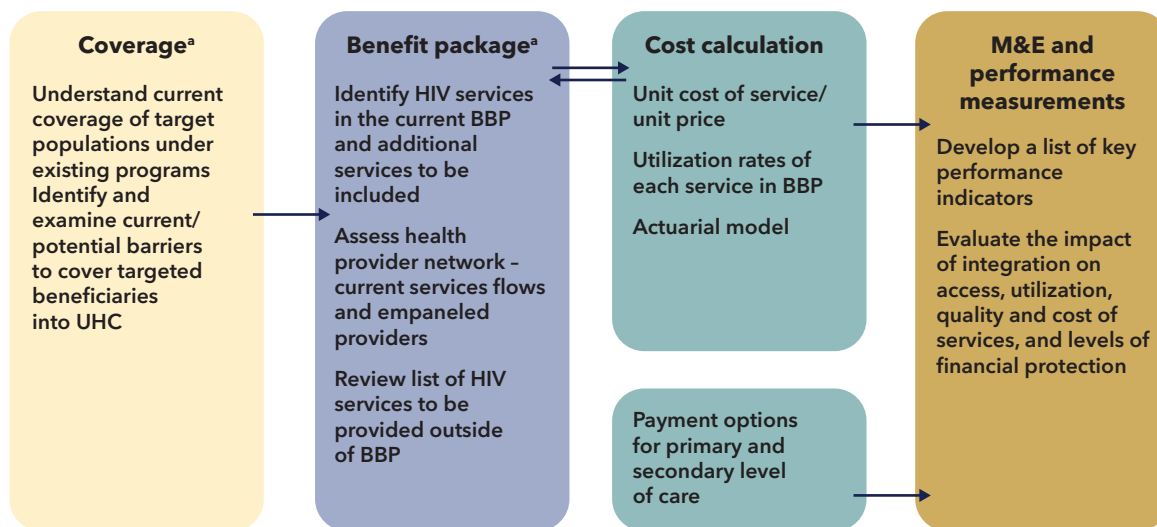 Coverageᵃ
Understand current
coverage of target
populations under
existing programs
Identify and
examine current/
potential barriers
to cover targeted
beneficiaries
into UHC
Benefit packageᵃ
Identify HIV services
in the current BBP
and additional
services to be
included
Assess health
provider network –
current services flows
and empaneled
providers
Review list of HIV
services to be
provided outside
of BBP
Cost calculation
Unit cost of service/
unit price
Utilization rates of
each service in BBP
Actuarial model
Payment options
for primary and
secondary level
of care
M&E and
performance
measurements
Develop a list of key
performance
indicators
Evaluate the impact
of integration on
access, utilization,
quality and cost of
services, and levels of
financial protection